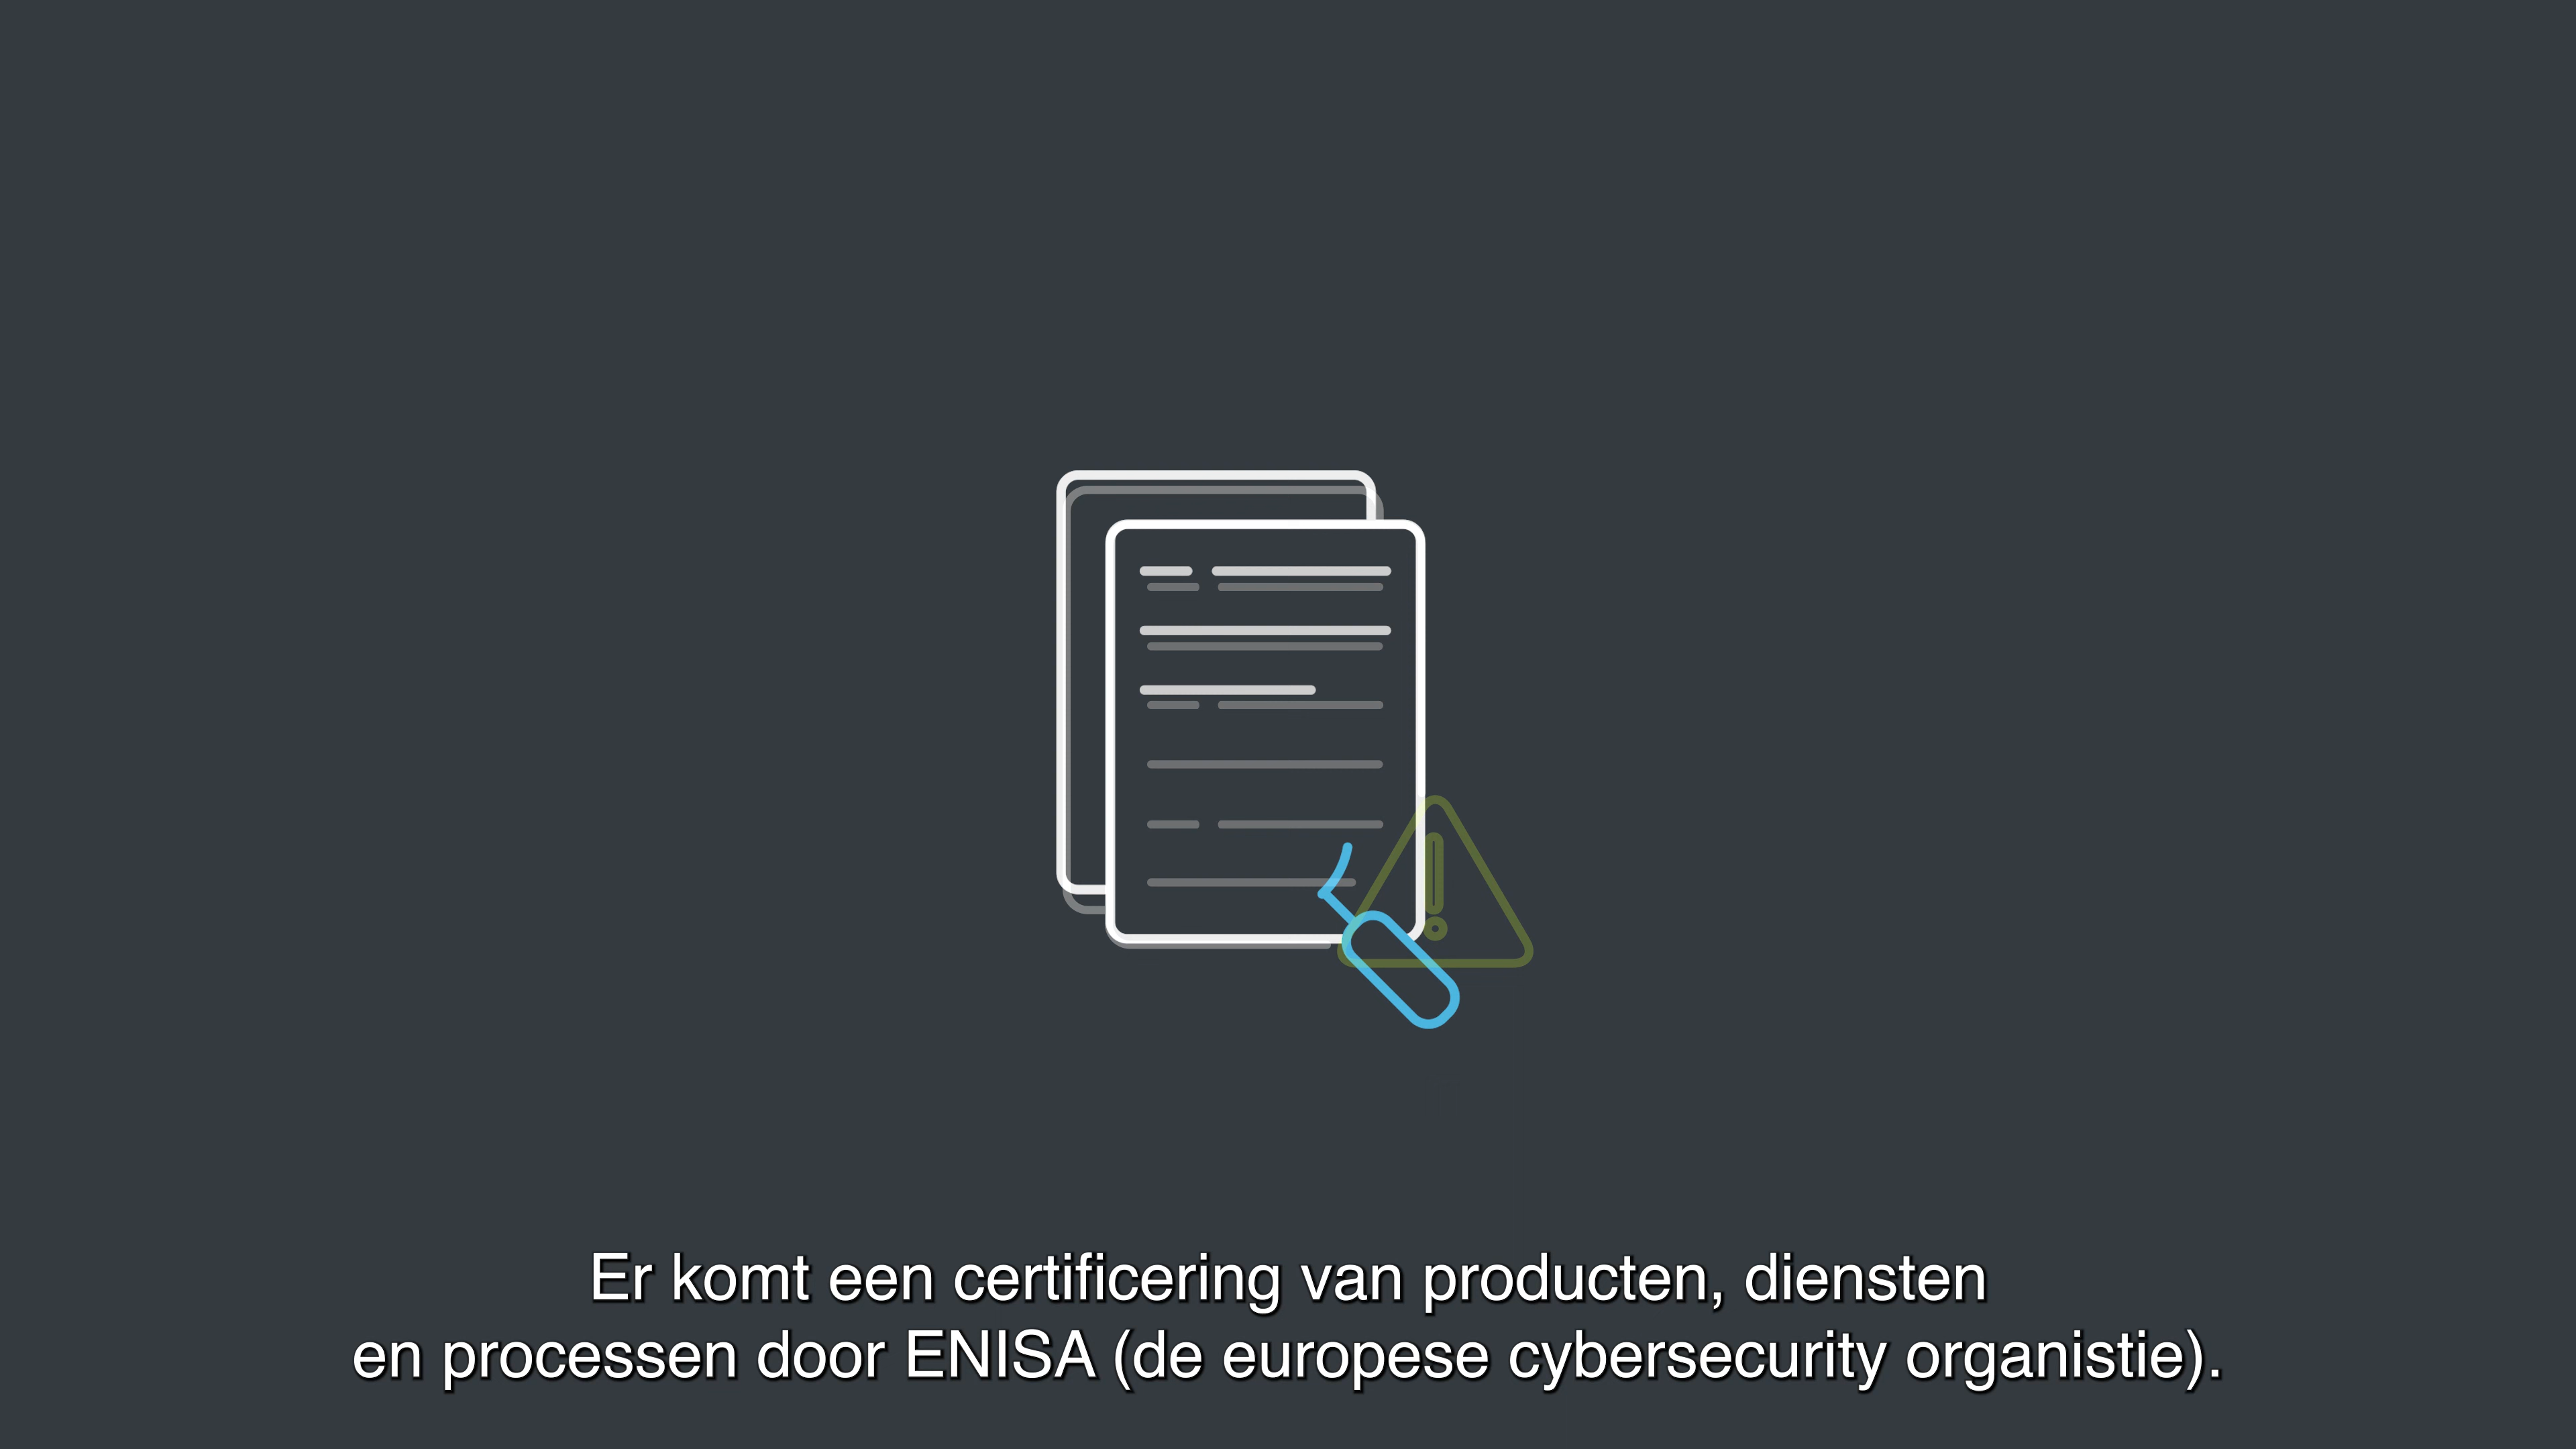 Er komt een certificering van producten, diensten
en processen door ENISA (de europese cybersecurity organistie).